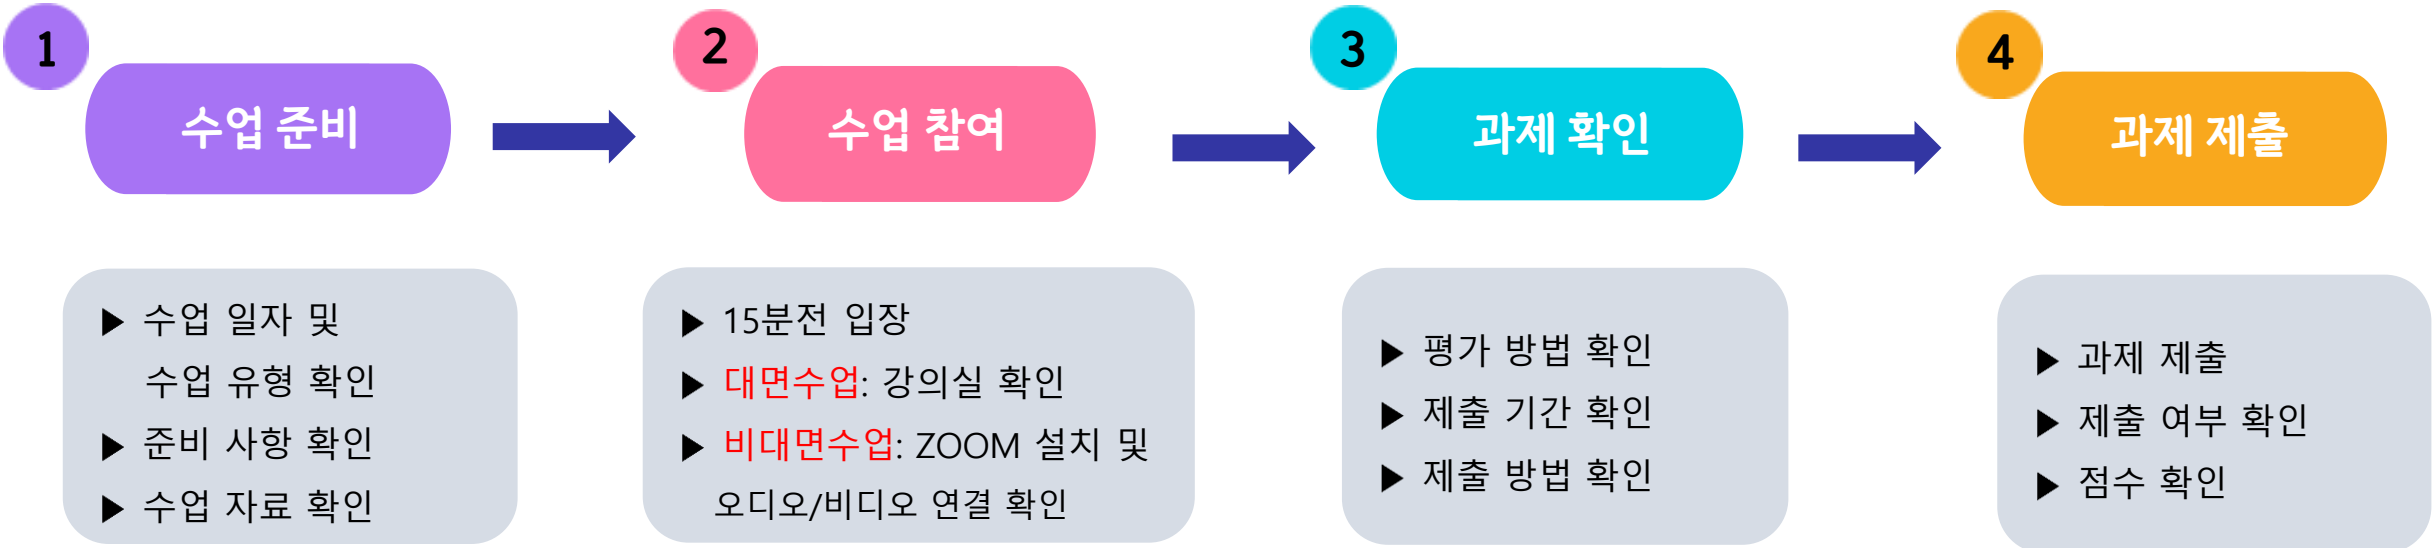 1
수업 준비
2
수업 참여
3
과제 확인
4
과제 제출
▶ 수업 일자 및
수업 유형 확인
▶ 준비 사항 확인
▶ 수업 자료 확인
▶ 15분전 입장
▶ 대면수업: 강의실 확인
▶ 비대면수업: ZOOM 설치 및
오디오/비디오 연결 확인
▶ 평가 방법 확인
▶ 제출 기간 확인
▶ 제출 방법 확인
▶ 과제 제출
▶ 제출 여부 확인
▶ 점수 확인